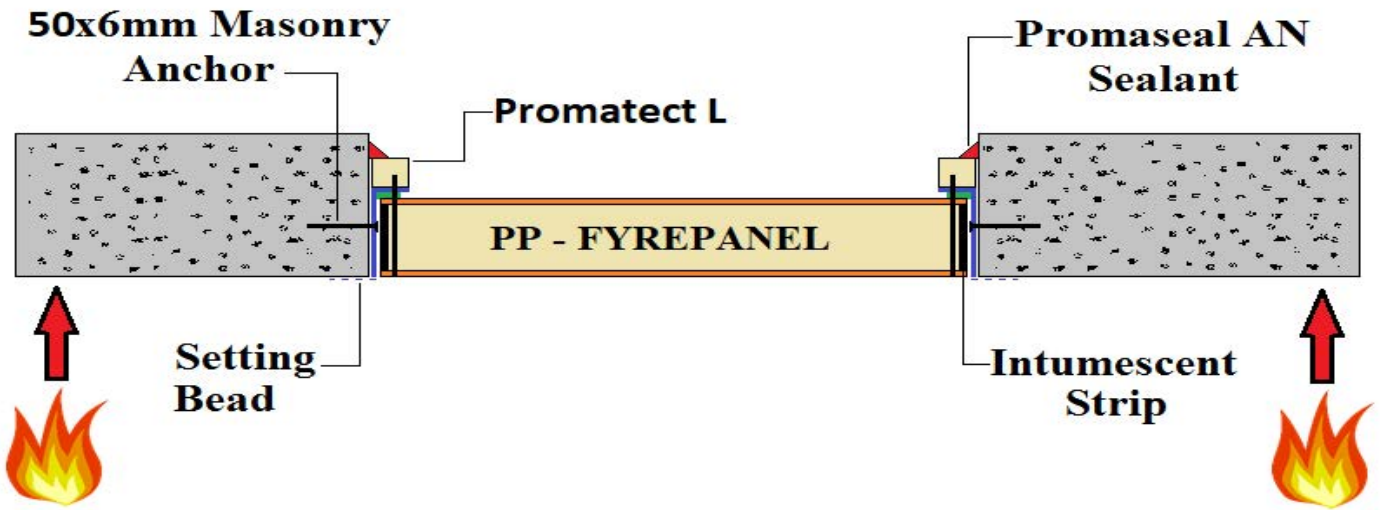 50x6mm Masonry
Anchor
Promatect L
Promaseal AN
Sealant
PP - FYREPANEL
Setting
Bead
Intumescent
Strip